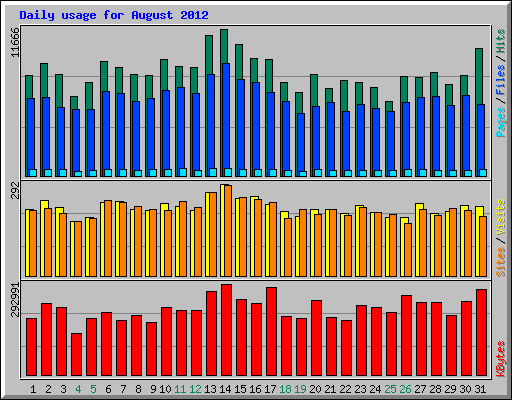 Daily usage for August 2012
11666
Pages / Files / Hits
292
Sites / Visits
292991
KBytes
1 2 3 4 5 6 7 8 9 10 11 12 13 14 15 16 17 18 19 20 21 22 23 24 25 26 27 28 29 30 31